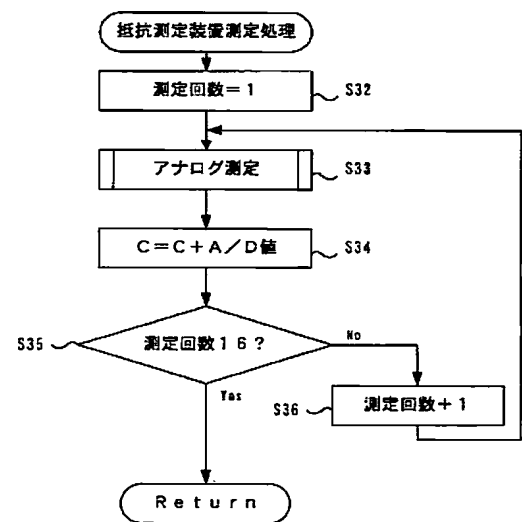 抵抗測定装置測定処理
測定回数=1
S32
アナログ測定
S33
C=C+A/D値
S34
S35
測定回数16?
No
Yes
S36
測定回数+1
Return